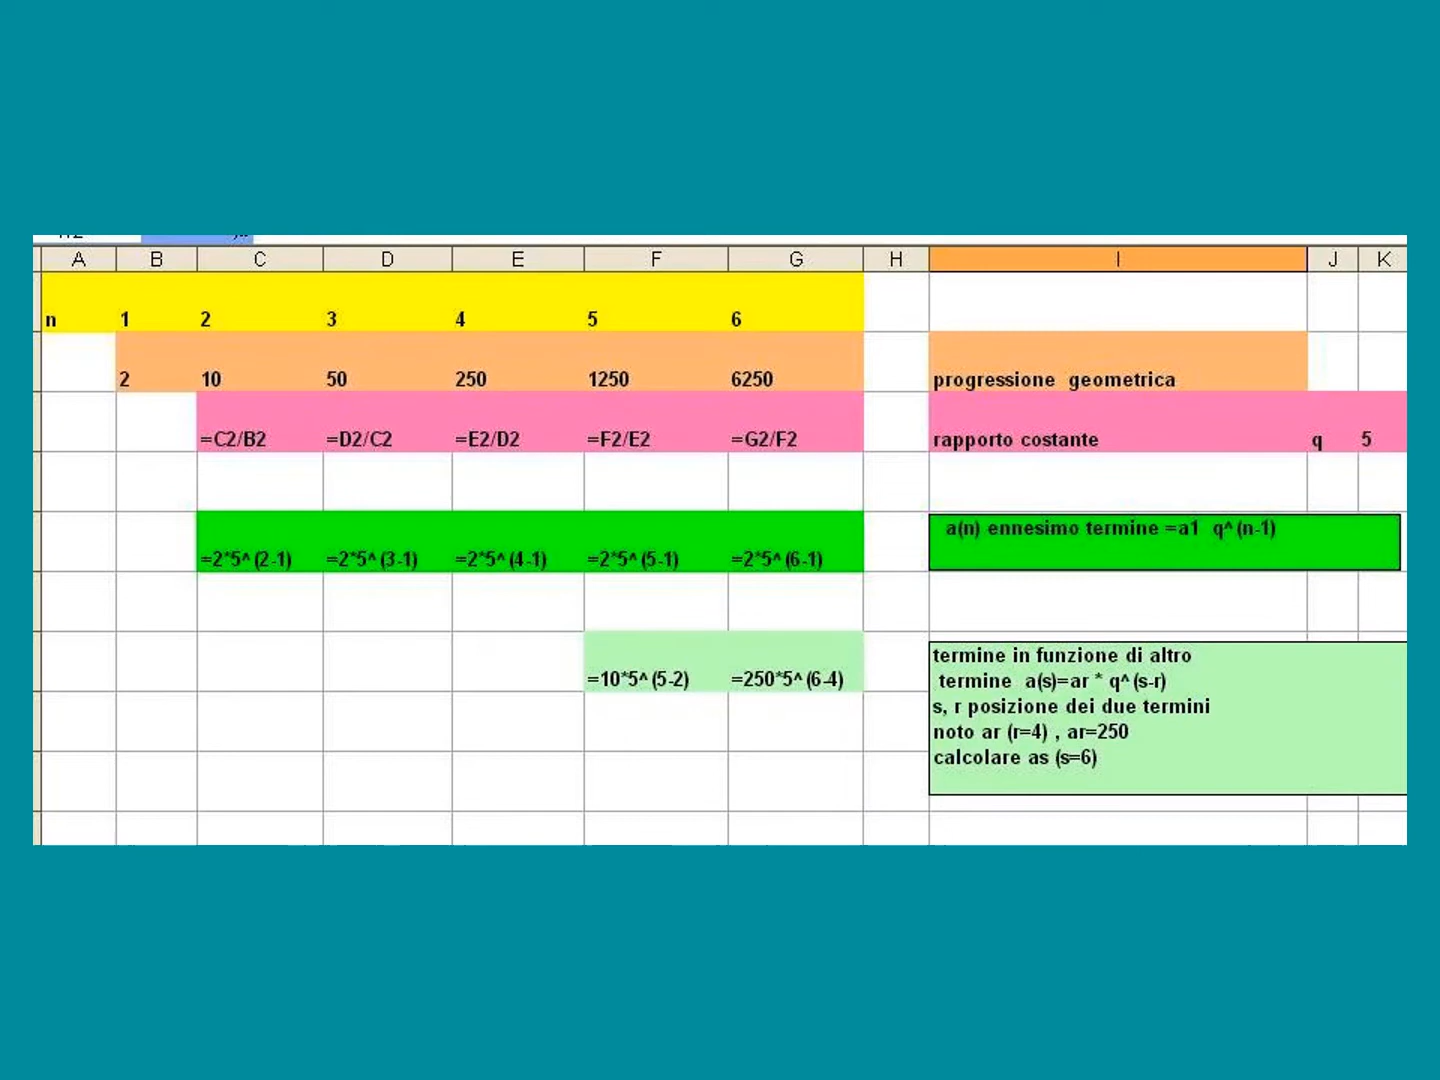 A B C D E F G H I J K
n 1 2 3 4 5 6
2 10 50 250 1250 6250 progressione geometrica
=C2/B2 =D2/C2 =E2/D2 =F2/E2 =G2/F2 rapporto costante q 5
a(n) ennesimo termine =a1 q^(n-1)
=2*5^(2-1) =2*5^(3-1) =2*5^(4-1) =2*5^(5-1) =2*5^(6-1)
=10*5^(5-2) =250*5^(6-4)
termine in funzione di altro
termine a(s)=ar * q^(s-r)
s, r posizione dei due termini
noto ar (r=4) , ar=250
calcolare as (s=6)